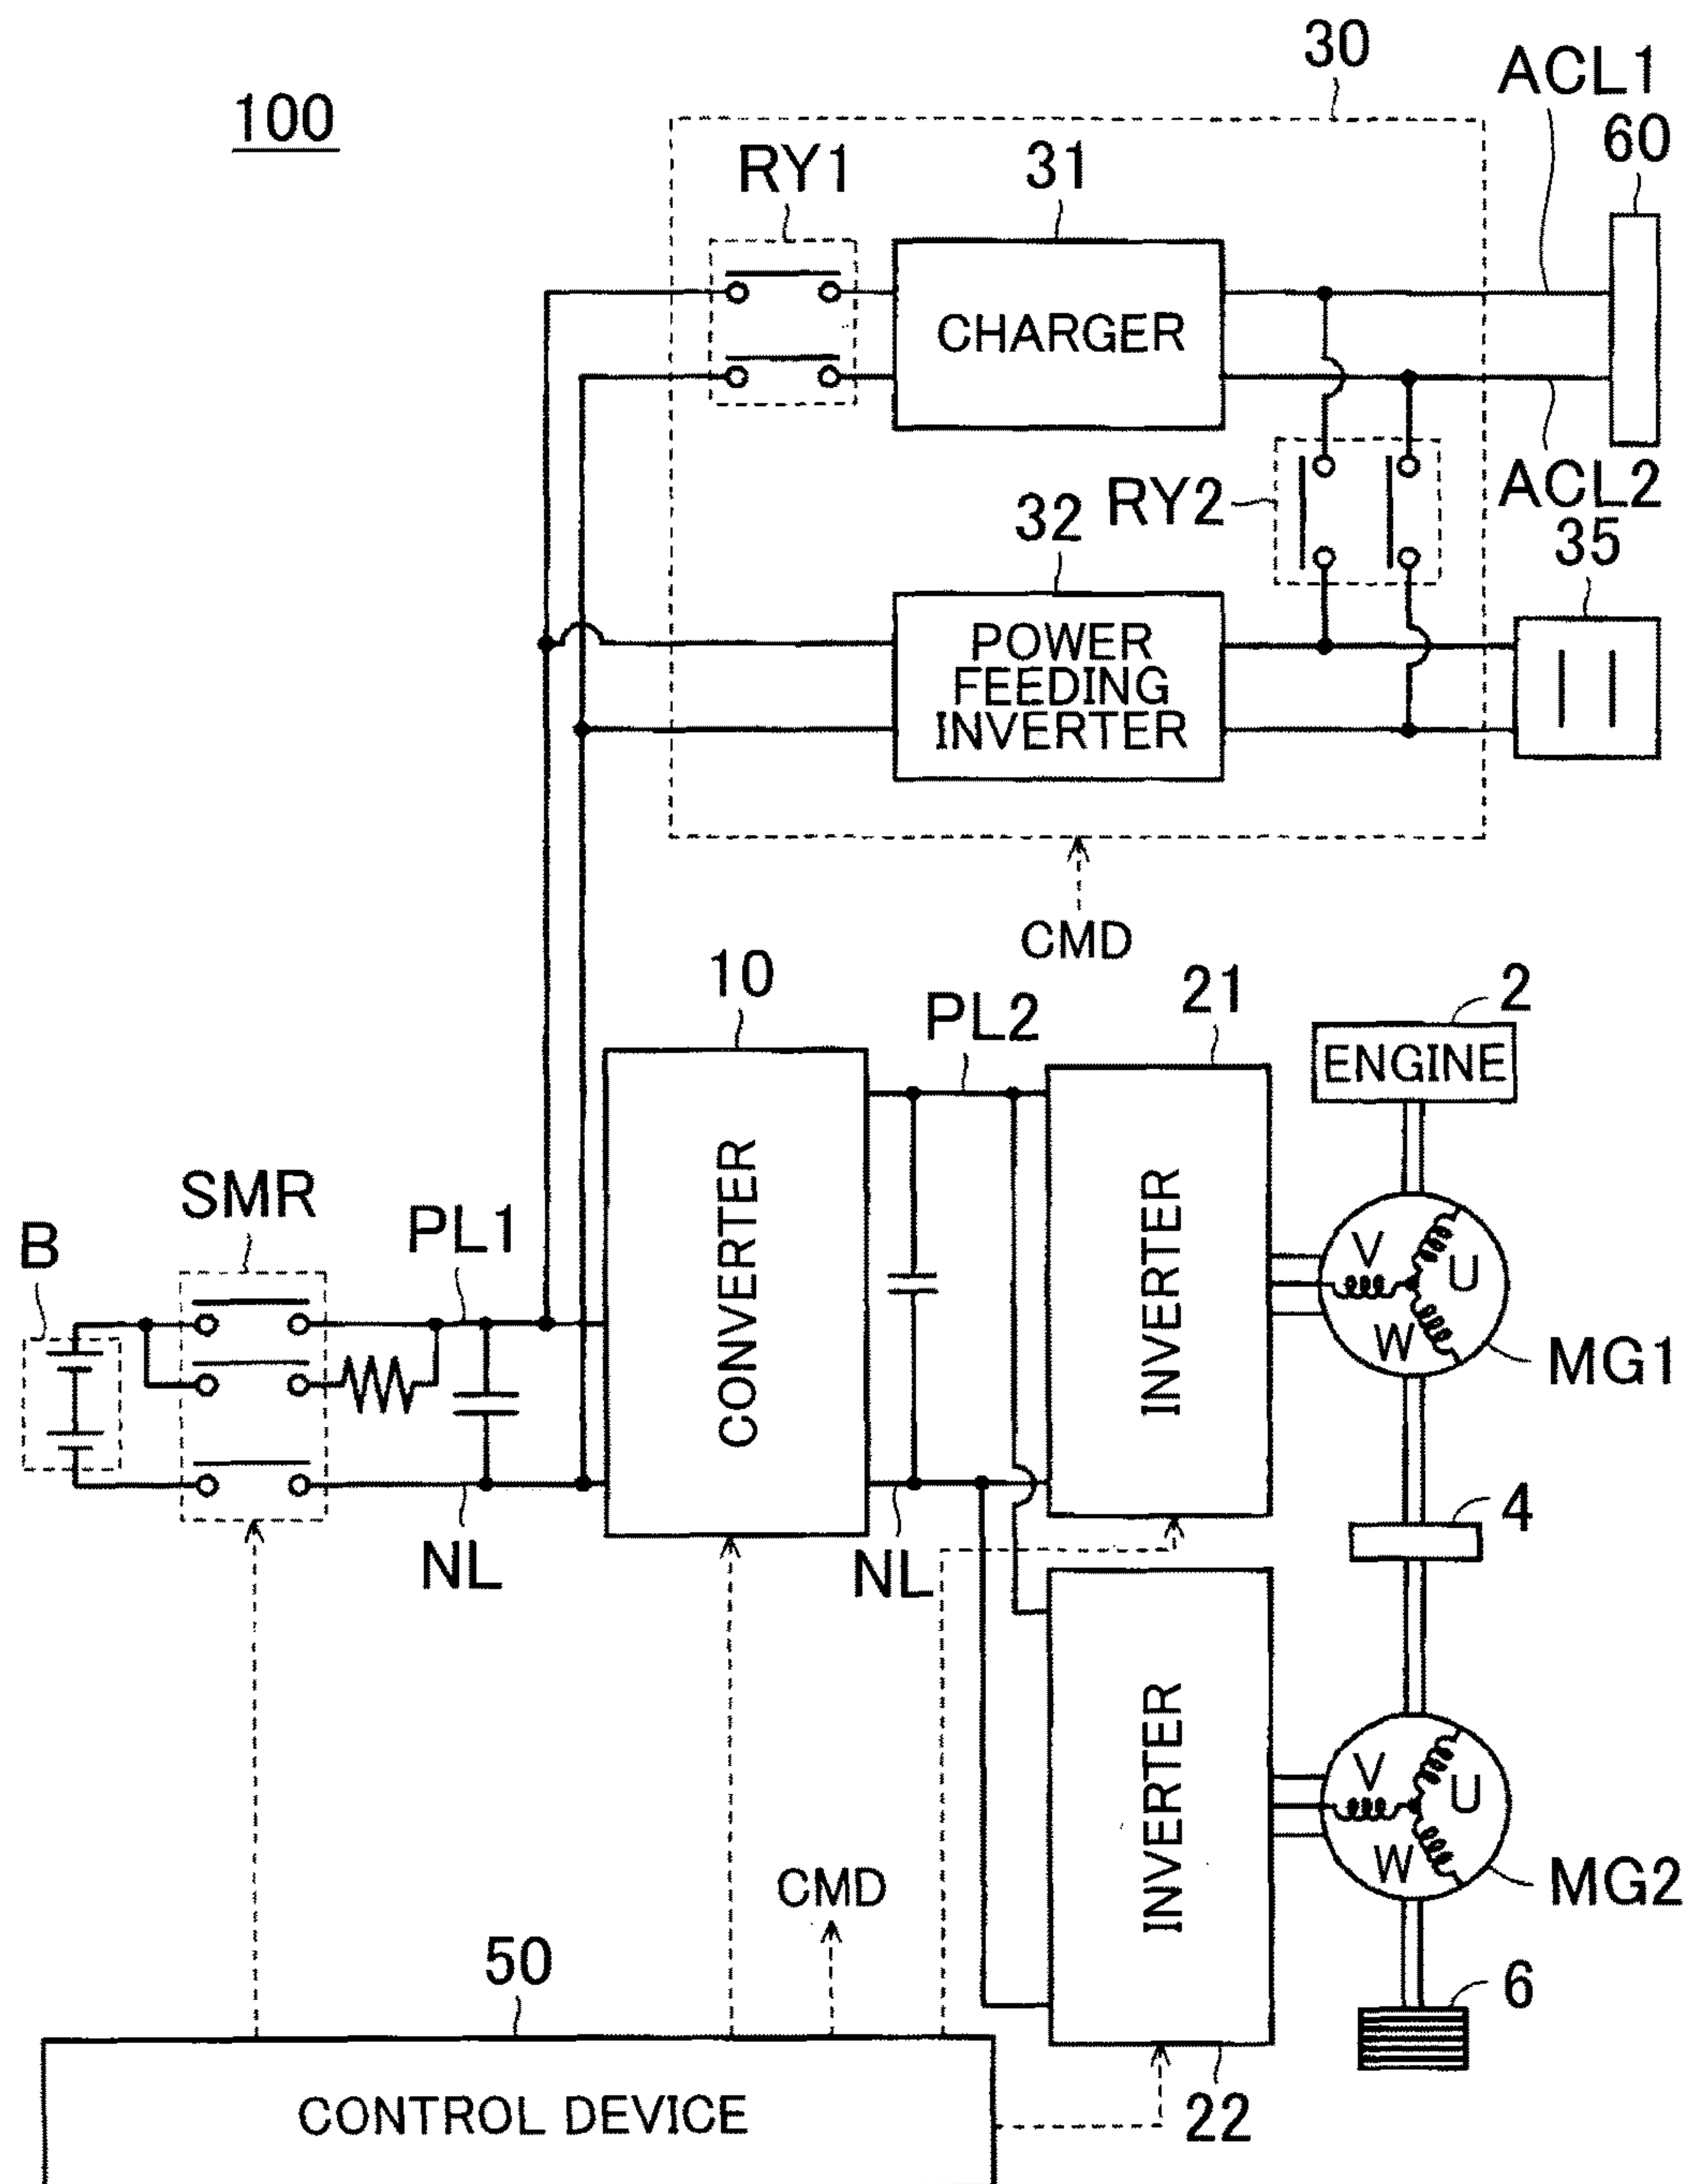 100
30
ACL1
60
RY1
31
CHARGER
ACL2
RY2
32
35
POWER
FEEDING
INVERTER
CMD
10
PL2
21
2
ENGINE
SMR
B
PL1
CONVERTER
INVERTER
V
U
W
MG1
NL
NL
4
INVERTER
V
U
W
MG2
CMD
50
6
CONTROL DEVICE
22